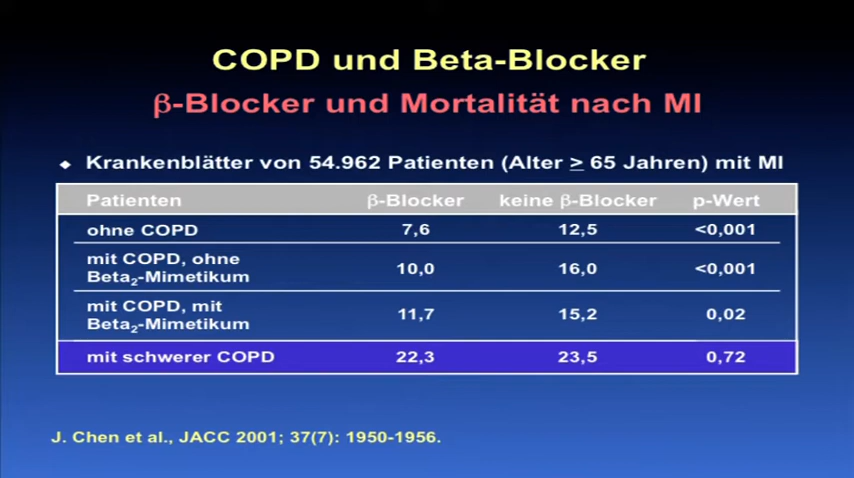 COPD und Beta-Blocker
β-Blocker und Mortalität nach MI
◆ Krankenblätter von 54.962 Patienten (Alter ≥ 65 Jahren) mit MI
Patienten β-Blocker keine β-Blocker p-Wert
ohne COPD 7,6 12,5 <0,001
mit COPD, ohne
Beta₂-Mimetikum 10,0 16,0 <0,001
mit COPD, mit
Beta₂-Mimetikum 11,7 15,2 0,02
mit schwerer COPD 22,3 23,5 0,72
J. Chen et al., JACC 2001; 37(7): 1950-1956.